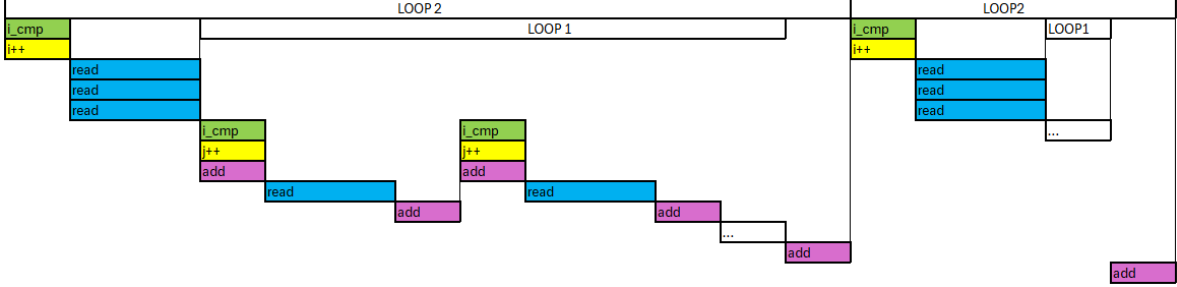 LOOP 2 LOOP2
i_cmp LOOP 1 i_cmp LOOP1
i++ i++
read read
read read
read read
i_cmp i_cmp ...
j++ j++
add add
read read
add add
...
add
add